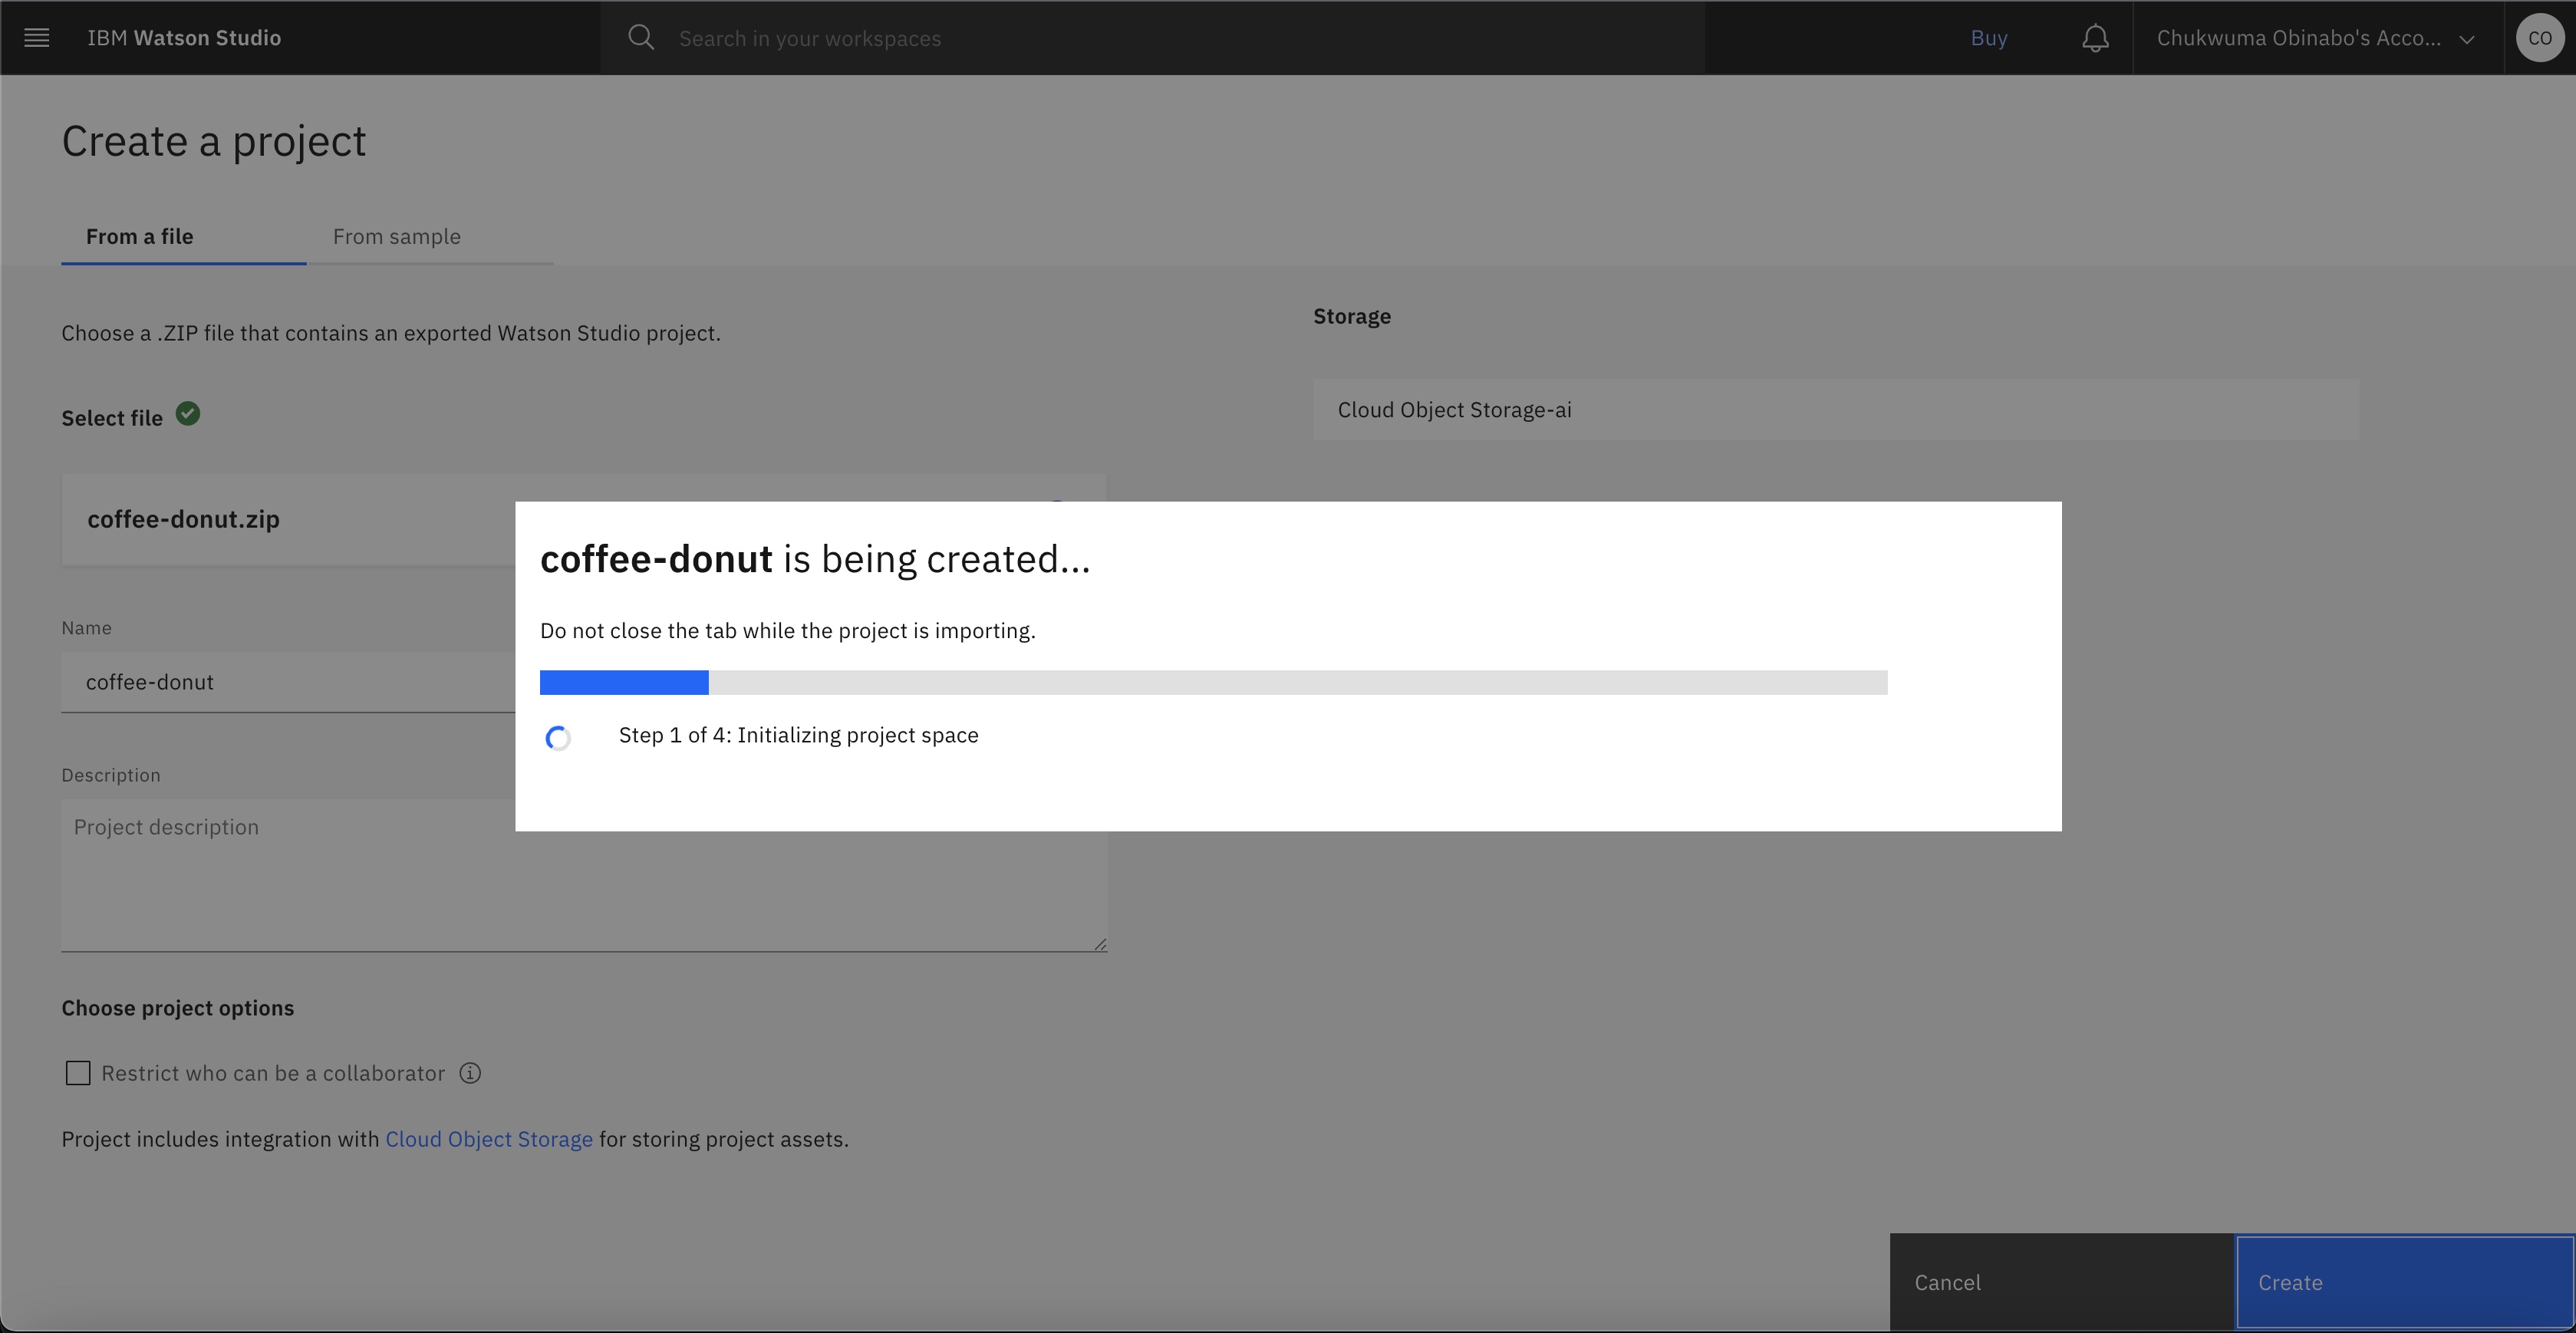 IBM Watson Studio
Search in your workspaces
Buy
Chukwuma Obinabo's Acco...
CO
Create a project
From a file
From sample
Choose a .ZIP file that contains an exported Watson Studio project.
Storage
Cloud Object Storage-ai
Select file
coffee-donut.zip
coffee-donut is being created...
Do not close the tab while the project is importing.
Step 1 of 4: Initializing project space
Name
coffee-donut
Description
Project description
Choose project options
Restrict who can be a collaborator
Project includes integration with Cloud Object Storage for storing project assets.
Cancel
Create